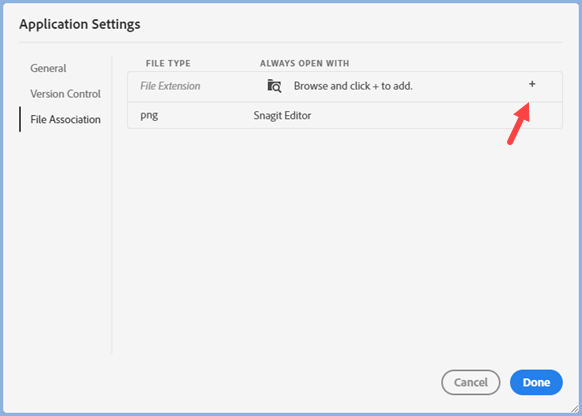 Application Settings
General
Version Control
File Association
FILE TYPE ALWAYS OPEN WITH
File Extension Browse and click + to add. +
png Snagit Editor
Cancel Done